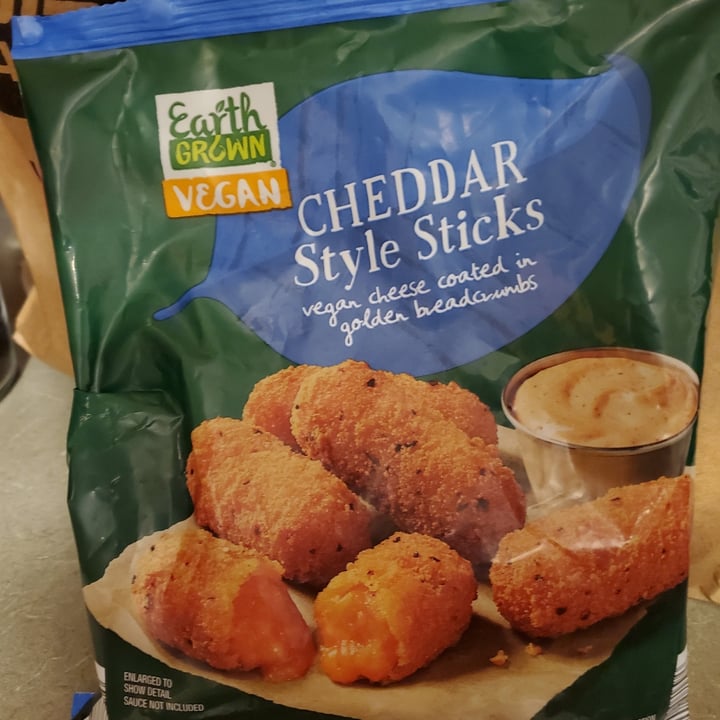 Earth
GROWN
VEGAN
CHEDDAR
Style Sticks
vegan cheese coated in
golden breadcrumbs
ENLARGED TO
SHOW DETAIL
SAUCE NOT INCLUDED